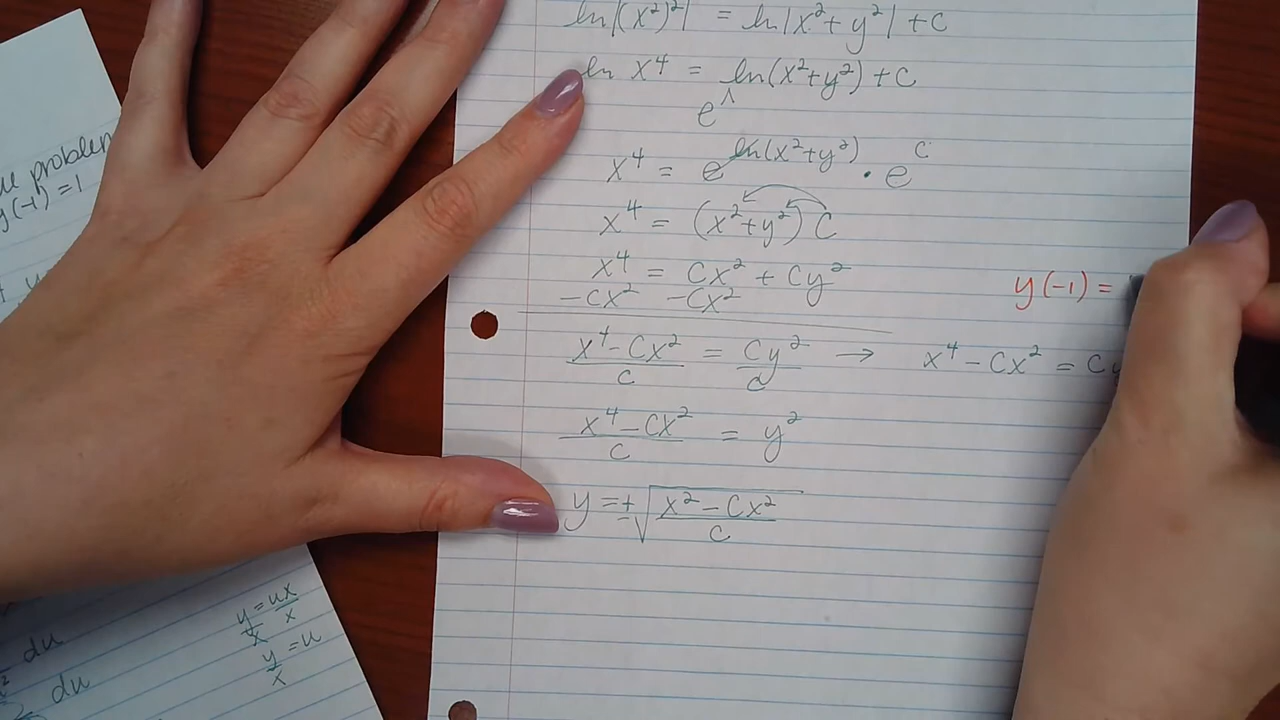 ln|(x²)²| = ln|x²+y²| + C
ln x⁴ = ln(x²+y²) + C
e^
x⁴ = e^ln(x²+y²) · e^C
x⁴ = (x²+y²) C
x⁴ = Cx² + Cy²
-Cx² -Cx²
(x⁴-Cx²)/C = Cy²/C → x⁴-Cx² = C
(x⁴-Cx²)/C = y²
y = ±√((x²-Cx²)/C)
y(-1) =
problem
y(-1)=1
du
du
y/x = ux/x
y/x = u